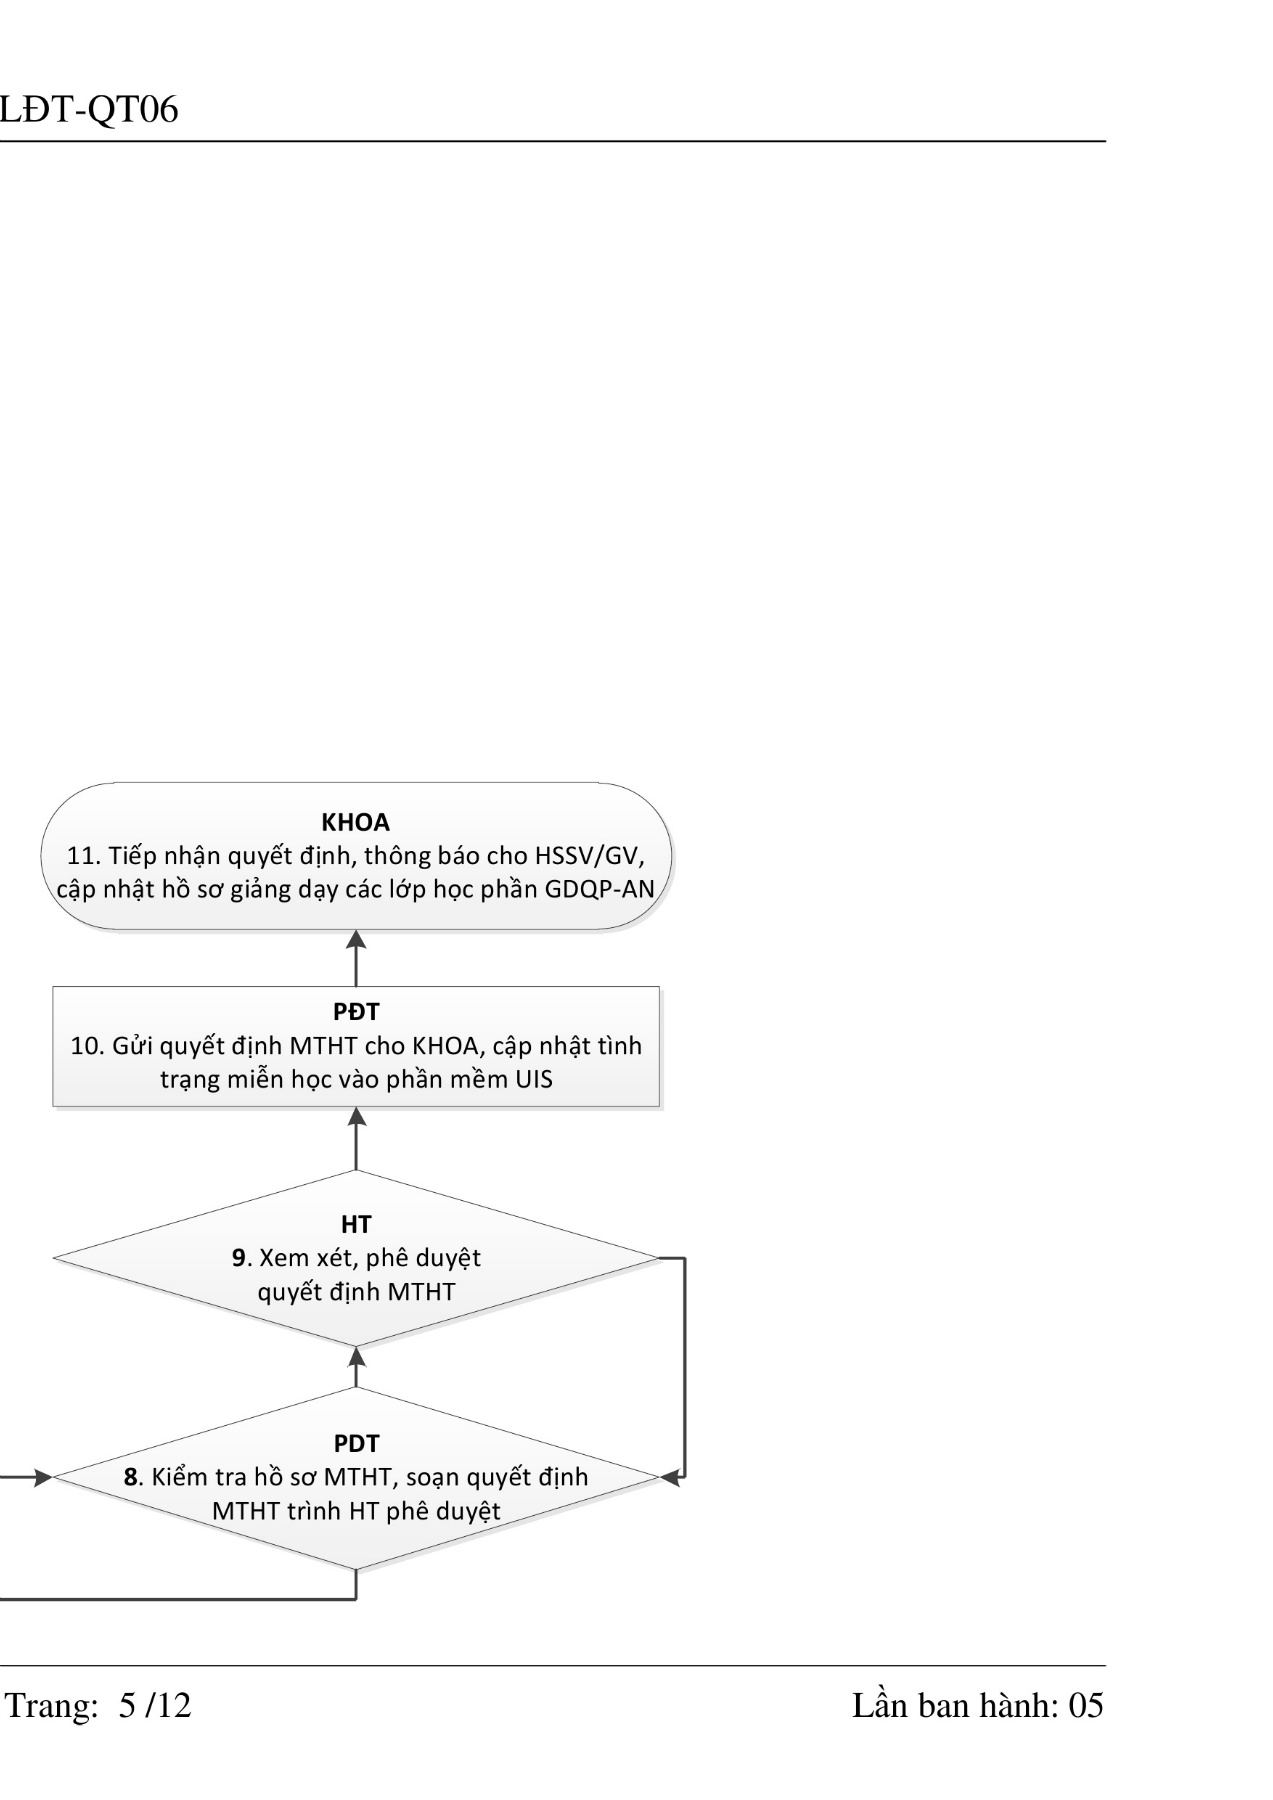 LĐT-QT06
KHOA
11. Tiếp nhận quyết định, thông báo cho HSSV/GV,
cập nhật hồ sơ giảng dạy các lớp học phần GDQP-AN
PĐT
10. Gửi quyết định MTHT cho KHOA, cập nhật tình
trạng miễn học vào phần mềm UIS
HT
9. Xem xét, phê duyệt
quyết định MTHT
PDT
8. Kiểm tra hồ sơ MTHT, soạn quyết định
MTHT trình HT phê duyệt
Trang: 5 /12
Lần ban hành: 05